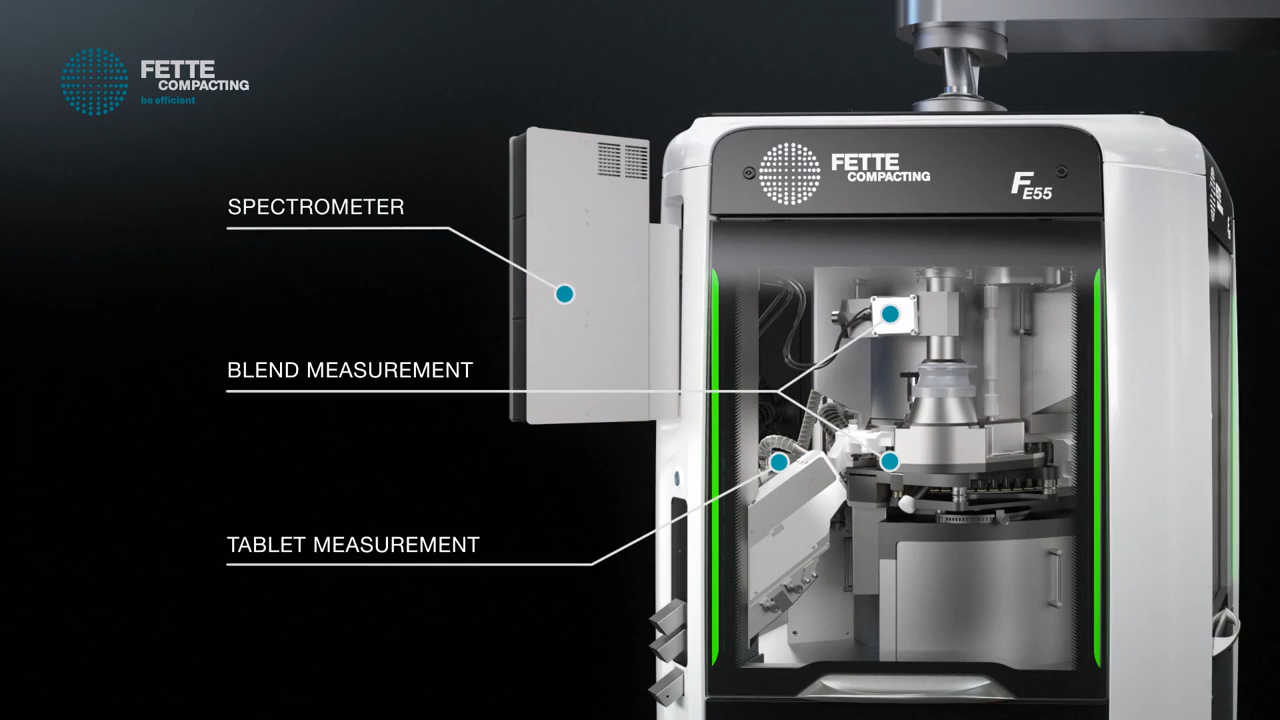 FETTE
COMPACTING
be efficient
FETTE
COMPACTING
FE55
SPECTROMETER
BLEND MEASUREMENT
TABLET MEASUREMENT